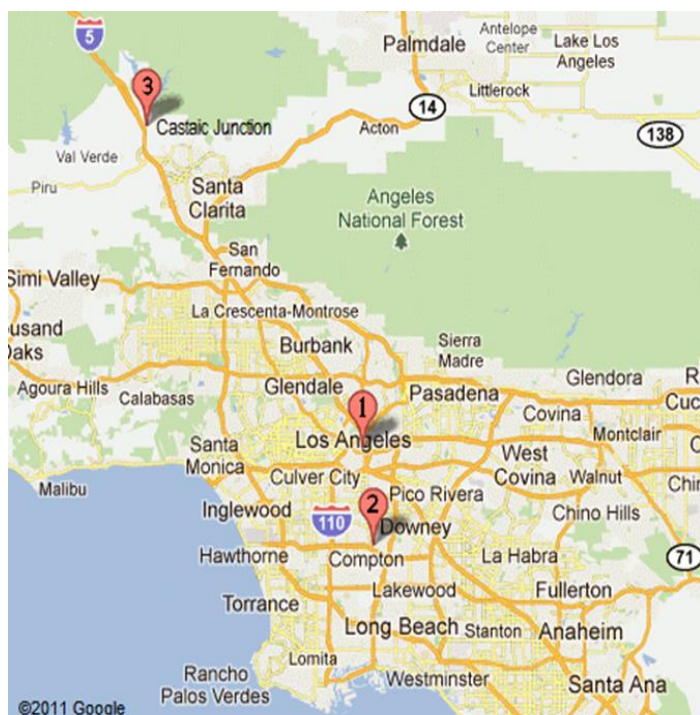 5
Palmdale
Antelope
Center
Lake Los
Angeles
3
Littlerock
14
Castaic Junction
Acton
138
Val Verde
Piru
Santa
Clarita
Angeles
National Forest
San
Fernando
Simi Valley
La Crescenta-Montrose
usand
Oaks
Burbank
Sierra
Madre
Agoura Hills
Glendale
Pasadena
Glendora
R
Cuc
Calabasas
1
Covina
Los Angeles
Montclair
C
Santa
Monica
Culver City
West
Covina
Walnut
Chin
Malibu
Inglewood
2
Pico Rivera
Chino Hills
110
Downey
Hawthorne
Compton
La Habra
71
Torrance
Lakewood
Fullerton
Long Beach
Stanton
Anaheim
Lomita
Rancho
Palos Verdes
Westminster
Santa Ana
©2011 Google